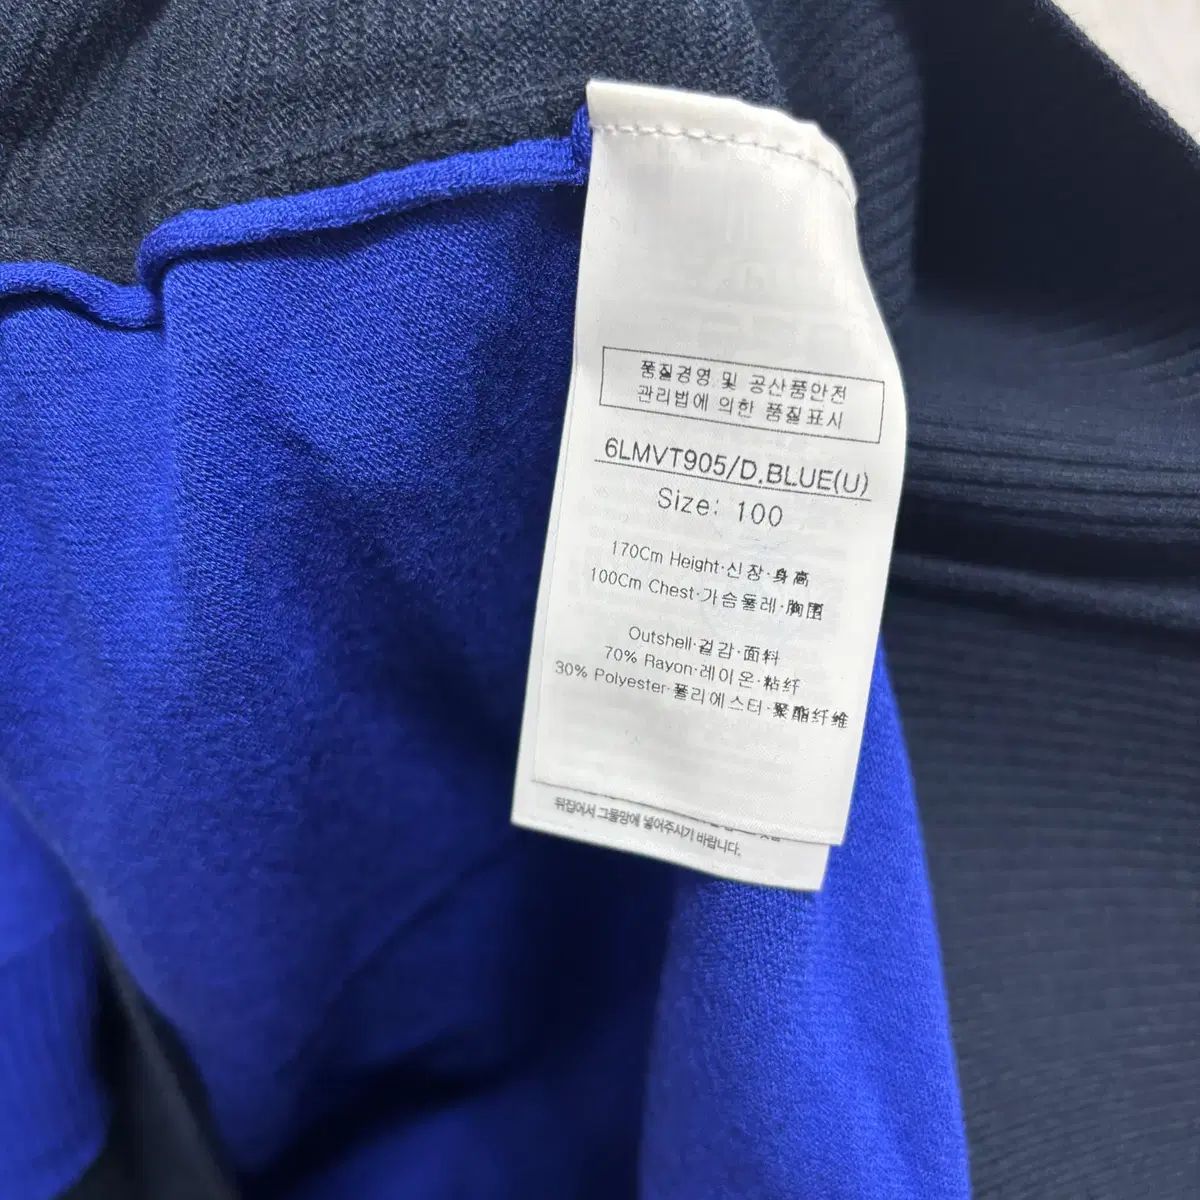 품질경영 및 공산품안전
관리법에 의한 품질표시
6LMVT905/D.BLUE(U)
Size: 100
170Cm Height·신장·身高
100Cm Chest·가슴둘레·胸围
Outshell·겉감·面料
70% Rayon·레이온·粘纤
30% Polyester·폴리에스터·聚酯纤维
뒤집어서 그물망에 넣어주시기 바랍니다.